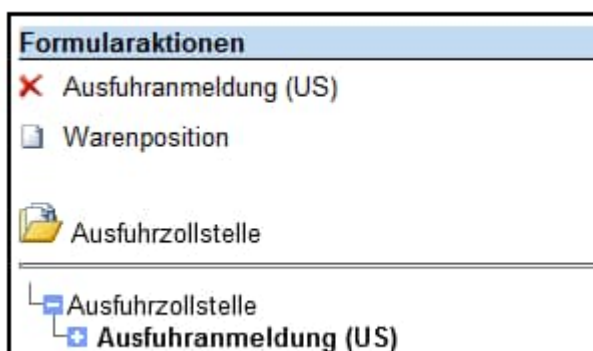 Formularaktionen
Ausfuhranmeldung (US)
Warenposition
Ausfuhrzollstelle
Ausfuhrzollstelle
Ausfuhranmeldung (US)